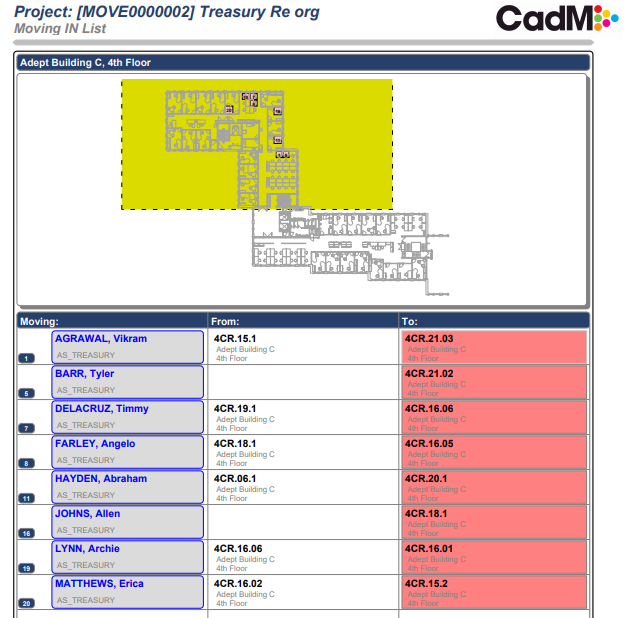 Project: [MOVE0000002] Treasury Re org
Moving IN List
CadM
Adept Building C, 4th Floor
Moving: From: To:
1 AGRAWAL, Vikram 4CR.15.1 4CR.21.03
AS_TREASURY Adept Building C Adept Building C
4th Floor 4th Floor
5 BARR, Tyler 4CR.21.02
AS_TREASURY Adept Building C
4th Floor
7 DELACRUZ, Timmy 4CR.19.1 4CR.16.06
AS_TREASURY Adept Building C Adept Building C
4th Floor 4th Floor
8 FARLEY, Angelo 4CR.18.1 4CR.16.05
AS_TREASURY Adept Building C Adept Building C
4th Floor 4th Floor
11 HAYDEN, Abraham 4CR.06.1 4CR.20.1
AS_TREASURY Adept Building C Adept Building C
4th Floor 4th Floor
16 JOHNS, Allen 4CR.18.1
AS_TREASURY Adept Building C
4th Floor
19 LYNN, Archie 4CR.16.06 4CR.16.01
AS_TREASURY Adept Building C Adept Building C
4th Floor 4th Floor
20 MATTHEWS, Erica 4CR.16.02 4CR.15.2
AS_TREASURY Adept Building C Adept Building C
4th Floor 4th Floor